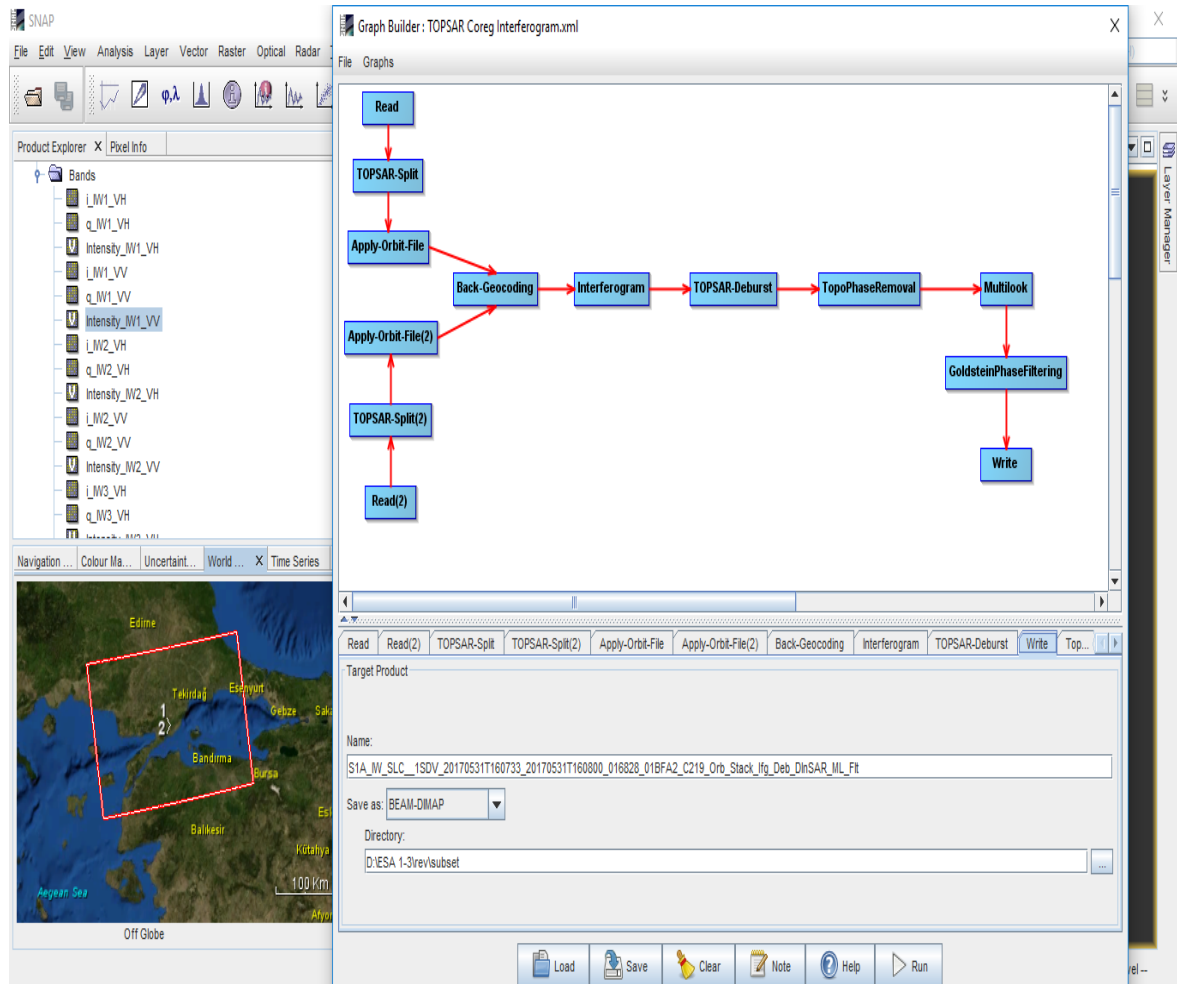 SNAP
File Edit View Analysis Layer Vector Raster Optical Radar
φ,λ
Product Explorer X Pixel Info
Bands
i_IW1_VH
q_IW1_VH
Intensity_IW1_VH
i_IW1_VV
q_IW1_VV
Intensity_IW1_VV
i_IW2_VH
q_IW2_VH
Intensity_IW2_VH
i_IW2_VV
q_IW2_VV
Intensity_IW2_VV
i_IW3_VH
q_IW3_VH
Navigation ... Colour Ma... Uncertaint... World ... X Time Series
Edirne
Tekirdağ
Esenyurt
Gebze
1
2
Bandırma
Bursa
Balıkesir
Kütahya
Aegean Sea
100 Km
Off Globe
Graph Builder : TOPSAR Coreg Interferogram.xml X
File Graphs
Read
TOPSAR-Split
Apply-Orbit-File
Back-Geocoding Interferogram TOPSAR-Deburst TopoPhaseRemoval Multilook
Apply-Orbit-File(2)
GoldsteinPhaseFiltering
TOPSAR-Split(2)
Write
Read(2)
Read Read(2) TOPSAR-Split TOPSAR-Split(2) Apply-Orbit-File Apply-Orbit-File(2) Back-Geocoding Interferogram TOPSAR-Deburst Write Top...
Target Product
Name:
S1A_IW_SLC__1SDV_20170531T160733_20170531T160800_016828_01BFA2_C219_Orb_Stack_Ifg_Deb_DInSAR_ML_Flt
Save as: BEAM-DIMAP
Directory:
D:\ESA 1-3\rev\subset
...
Load Save Clear Note Help Run
X
Layer Manager